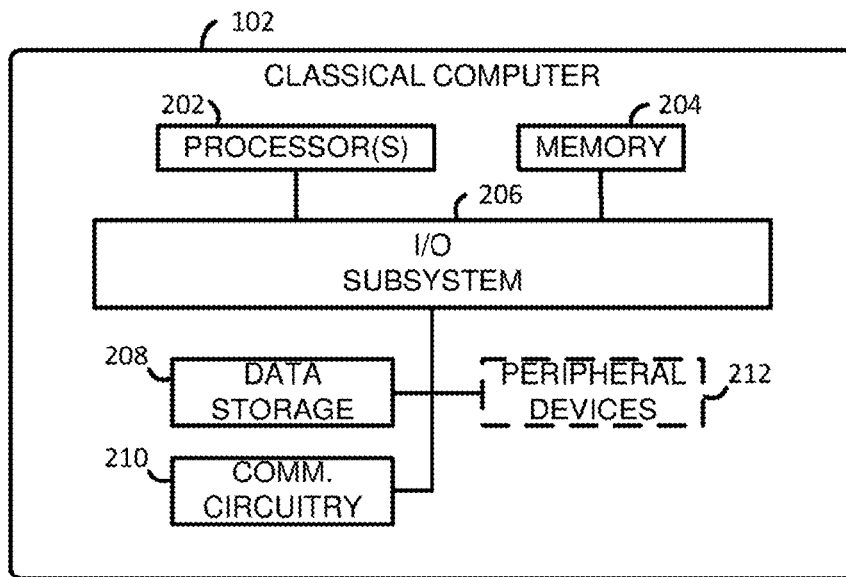 102
CLASSICAL COMPUTER
202
204
PROCESSOR(S)
MEMORY
206
I/O
SUBSYSTEM
208
DATA
STORAGE
PERIPHERAL
DEVICES
212
210
COMM.
CIRCUITRY